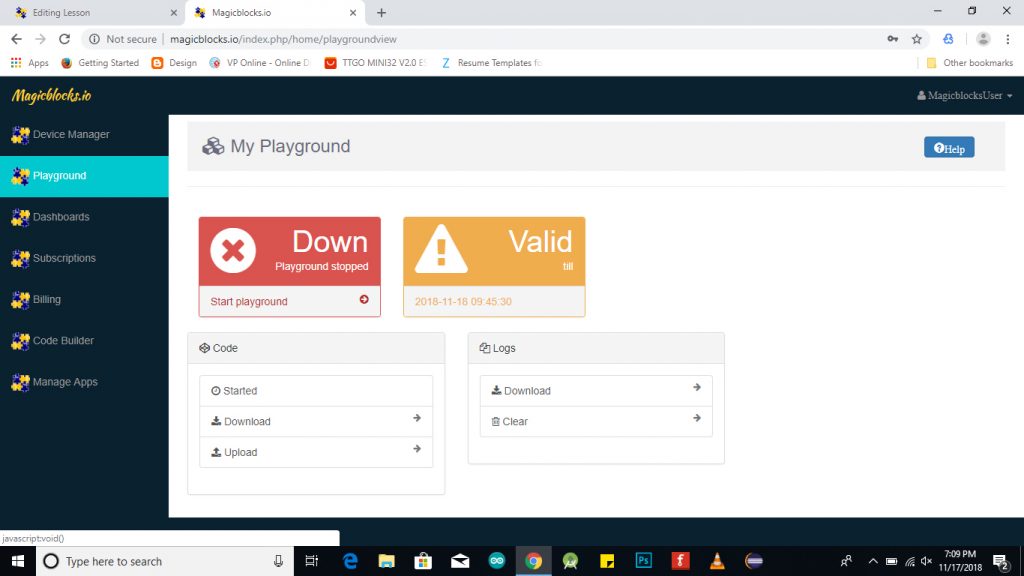 Editing Lesson
Magicblocks.io
Not secure | magicblocks.io/index.php/home/playgroundview
Apps
Getting Started
Design
VP Online - Online D
TTGO MINI32 V2.0 ES
Resume Templates fo
Other bookmarks
Magicblocks.io
MagicblocksUser
Device Manager
Playground
Dashboards
Subscriptions
Billing
Code Builder
Manage Apps
My Playground
Help
Down
Playground stopped
Start playground
Valid
till
2018-11-18 09:45:30
Code
Started
Download
Upload
Logs
Download
Clear
javascript:void()
Type here to search
7:09 PM
11/17/2018
2